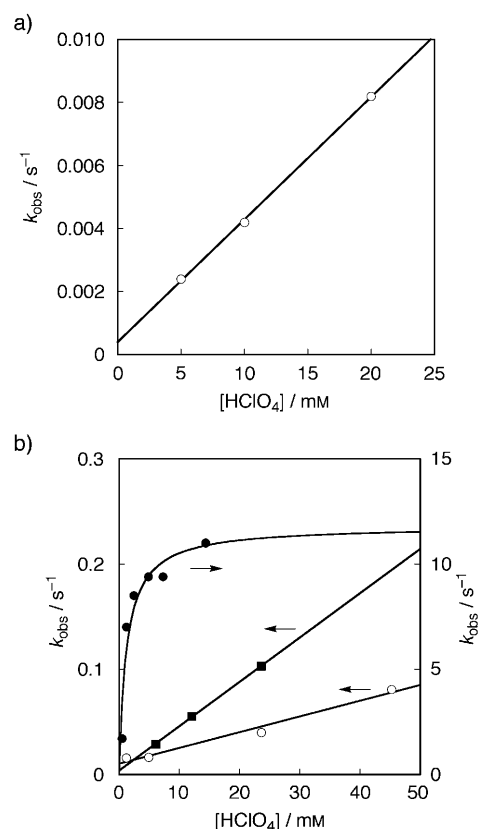 a)
0.010
0.008
0.006
0.004
0.002
0
k_obs / s⁻¹
0 5 10 15 20 25
[HClO₄] / mM
b)
0.3 15
0.2 10
0.1 5
0 0
k_obs / s⁻¹
k_obs / s⁻¹
0 10 20 30 40 50
[HClO₄] / mM